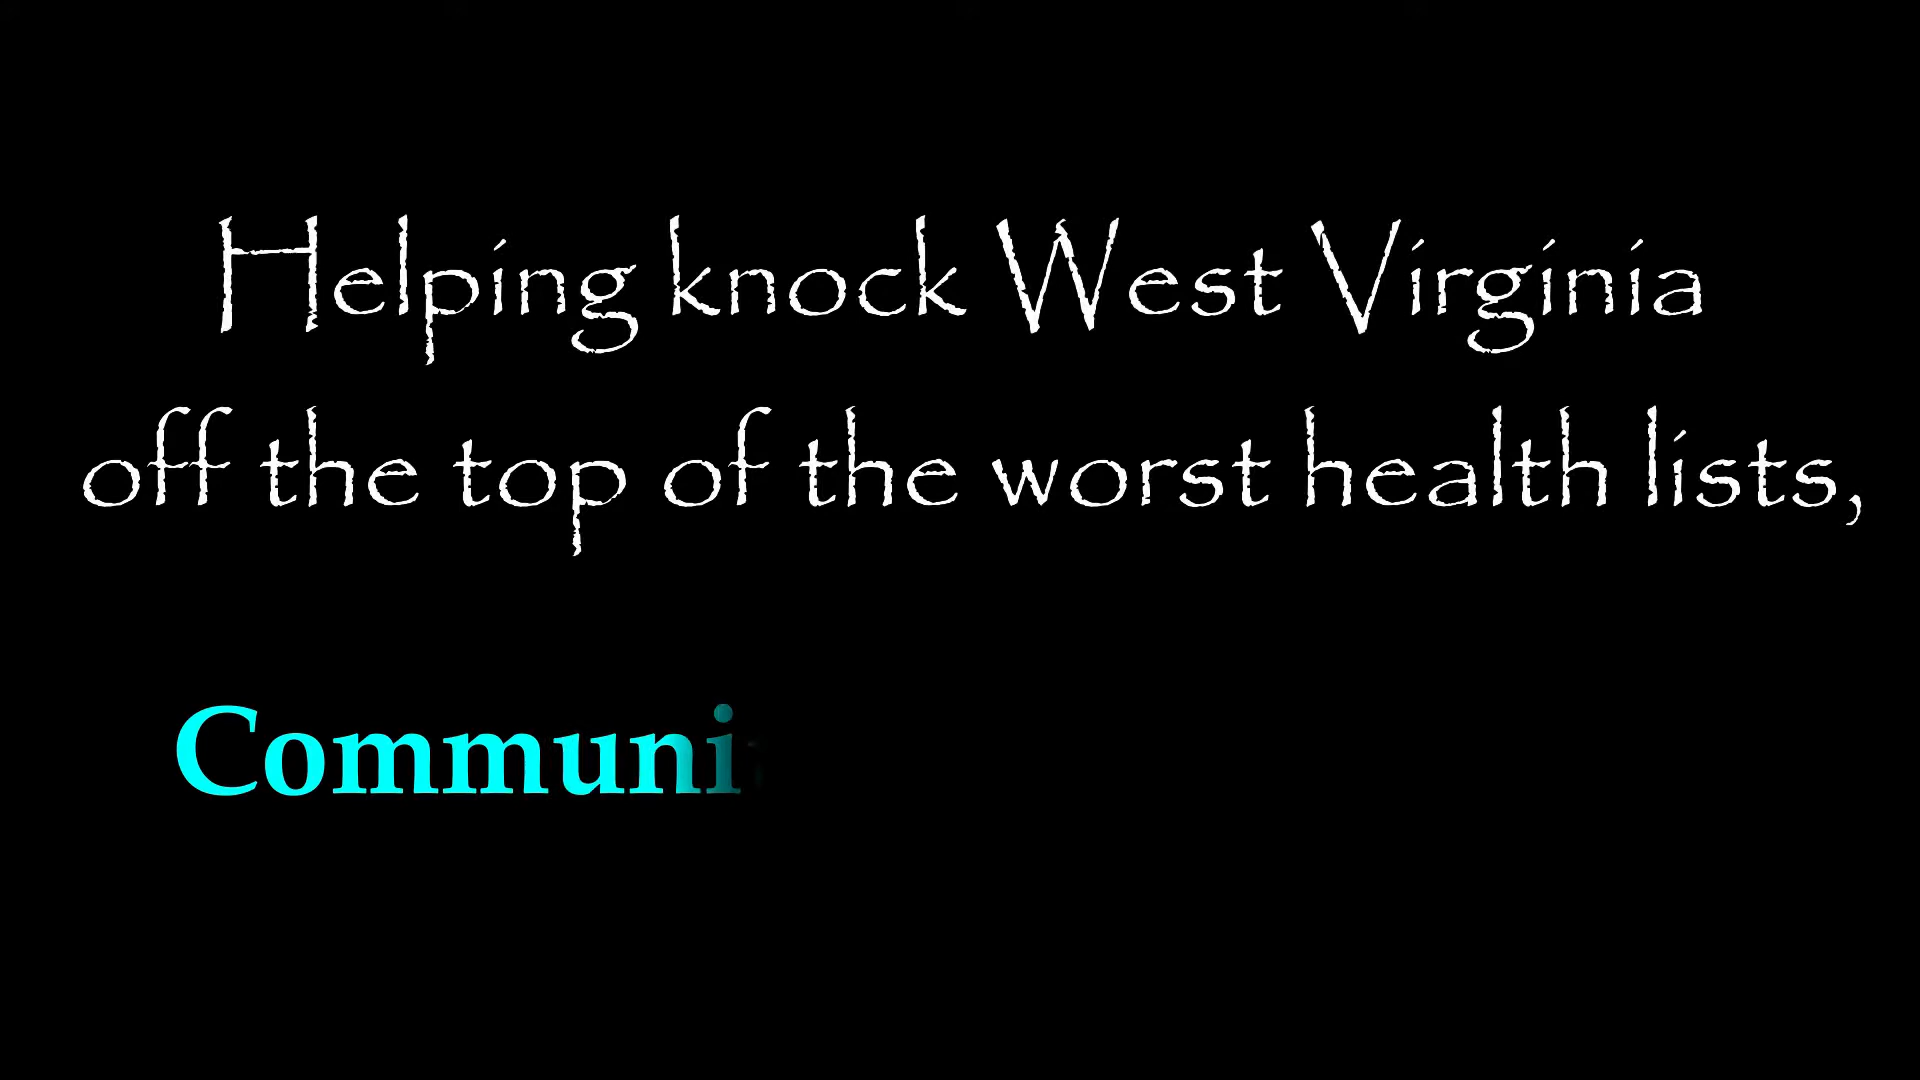 Helping knock West Virginia
off the top of the worst health lists,
Communi